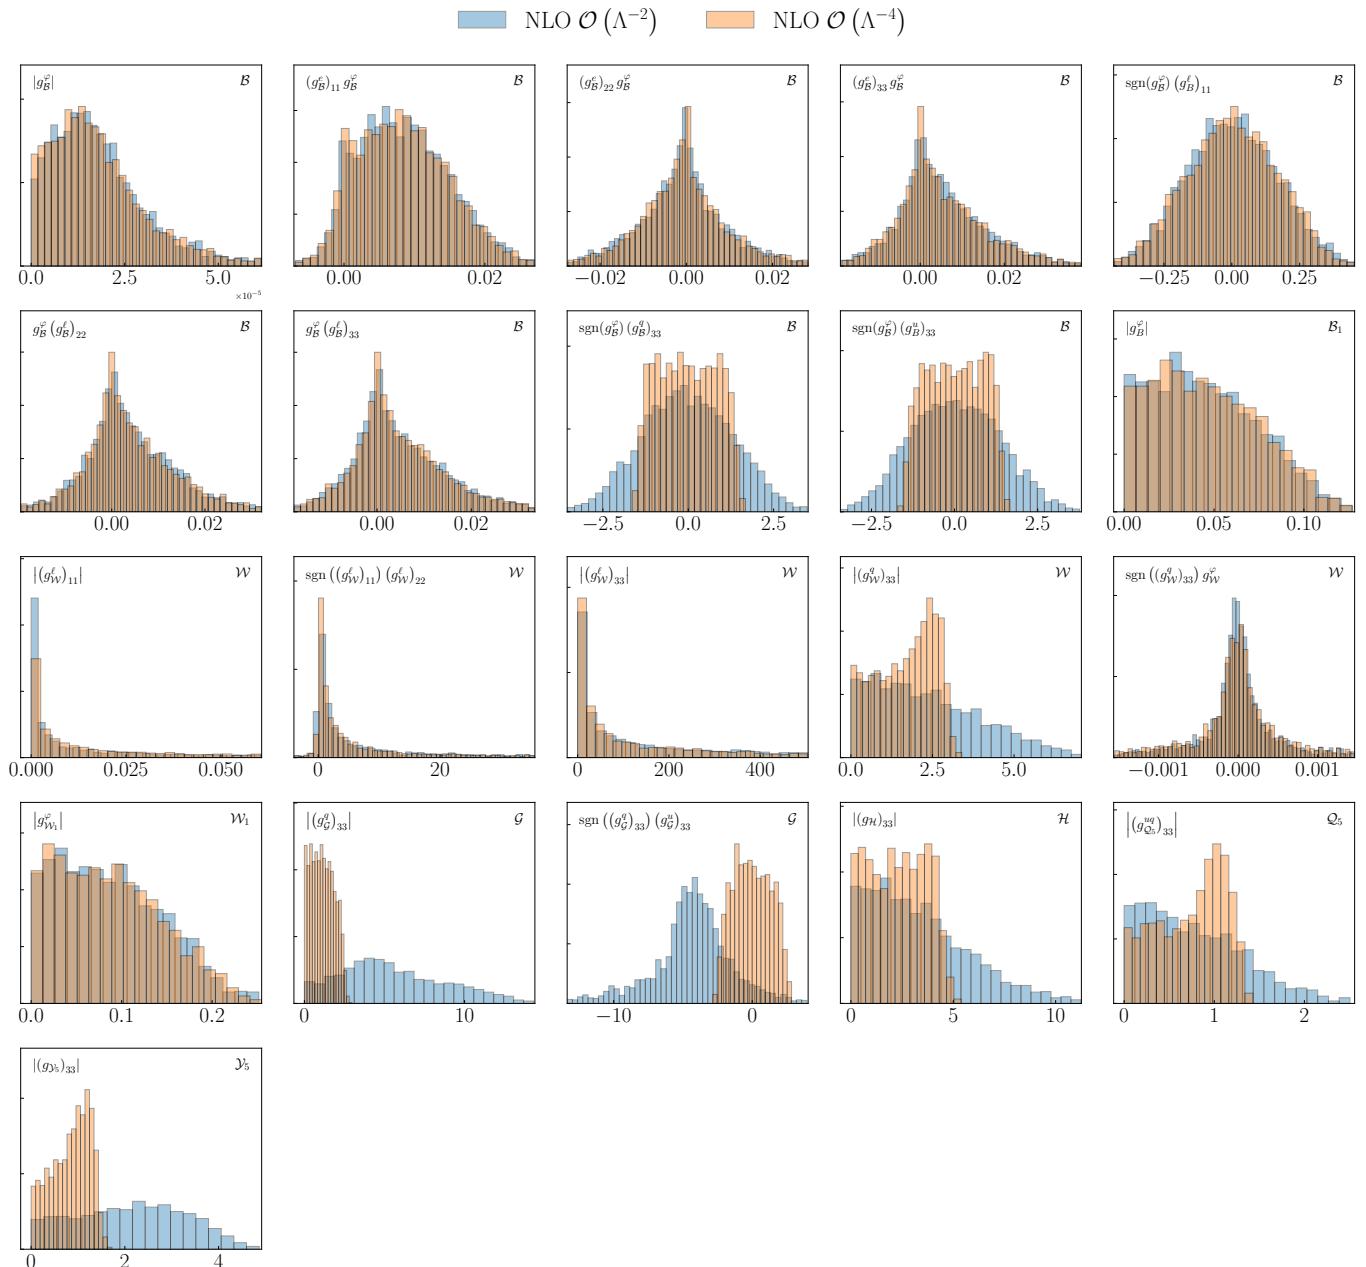 NLO 𝒪 (Λ⁻²) NLO 𝒪 (Λ⁻⁴)
|g_ℬ^φ| ℬ
(g_ℬ^e)₁₁ g_ℬ^φ ℬ
(g_ℬ^e)₂₂ g_ℬ^φ ℬ
(g_ℬ^e)₃₃ g_ℬ^φ ℬ
sgn(g_ℬ^φ) (g_B^ℓ)₁₁ ℬ
0.0 2.5 5.0
×10⁻⁵
0.00 0.02
−0.02 0.00 0.02
0.00 0.02
−0.25 0.00 0.25
g_ℬ^φ (g_ℬ^ℓ)₂₂ ℬ
g_ℬ^φ (g_ℬ^ℓ)₃₃ ℬ
sgn(g_ℬ^φ) (g_ℬ^q)₃₃ ℬ
sgn(g_ℬ^φ) (g_B^u)₃₃ ℬ
|g_B^φ| ℬ₁
0.00 0.02
0.00 0.02
−2.5 0.0 2.5
−2.5 0.0 2.5
0.00 0.05 0.10
|(g_𝒲^ℓ)₁₁| 𝒲
sgn ((g_𝒲^ℓ)₁₁) (g_𝒲^ℓ)₂₂ 𝒲
|(g_𝒲^ℓ)₃₃| 𝒲
|(g_𝒲^q)₃₃| 𝒲
sgn ((g_𝒲^q)₃₃) g_𝒲^φ 𝒲
0.000 0.025 0.050
0 20
0 200 400
0.0 2.5 5.0
−0.001 0.000 0.001
|g_𝒲₁^φ| 𝒲₁
|(g_𝒢^q)₃₃| 𝒢
sgn ((g_𝒢^q)₃₃) (g_𝒢^u)₃₃ 𝒢
|(g_ℋ)₃₃| ℋ
|(g_𝒬₅^uq)₃₃| 𝒬₅
0.0 0.1 0.2
0 10
−10 0
0 5 10
0 1 2
|(g_𝒴₅)₃₃| 𝒴₅
0 2 4